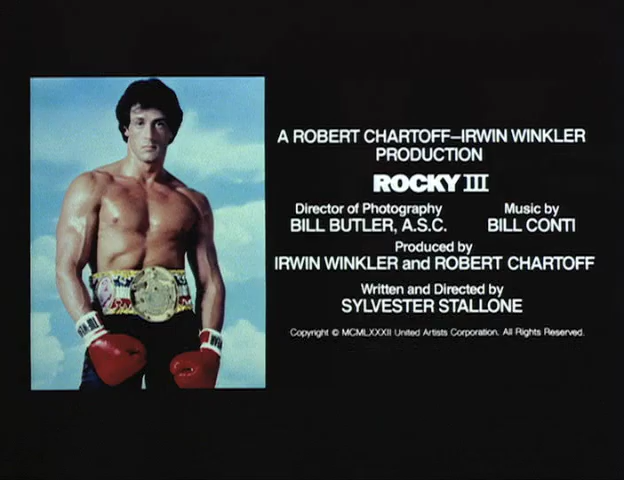 A ROBERT CHARTOFF–IRWIN WINKLER
PRODUCTION
ROCKY III
Director of Photography
BILL BUTLER, A.S.C.
Music by
BILL CONTI
Produced by
IRWIN WINKLER and ROBERT CHARTOFF
Written and Directed by
SYLVESTER STALLONE
Copyright © MCMLXXXII United Artists Corporation. All Rights Reserved.